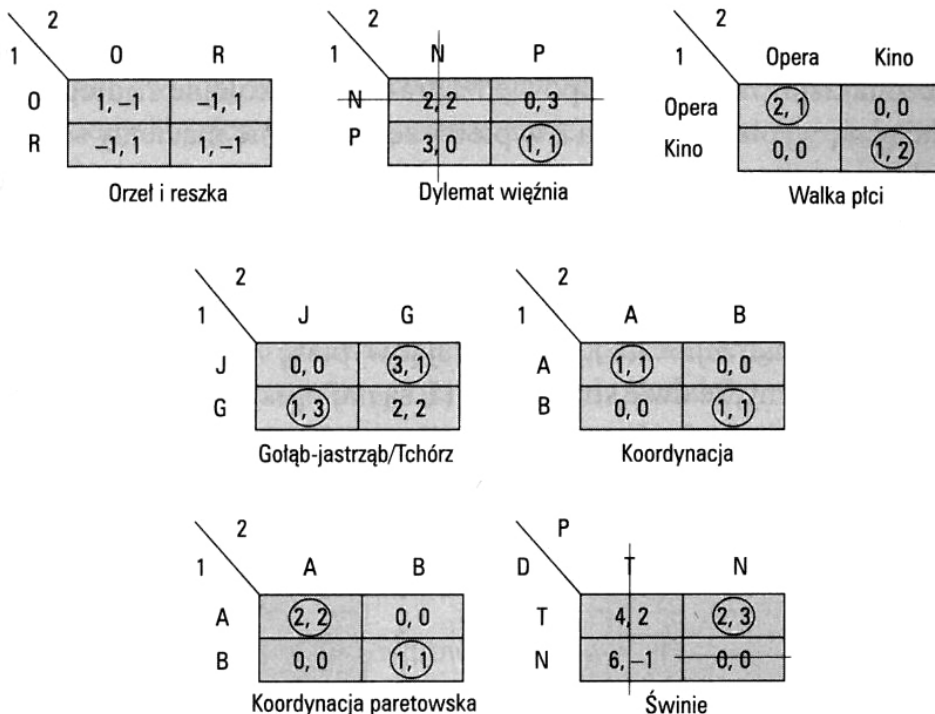 2
1 O R
O 1, −1 −1, 1
R −1, 1 1, −1
Orzeł i reszka
2
1 N P
N 2, 2 0, 3
P 3, 0 1, 1
Dylemat więźnia
2
1 Opera Kino
Opera 2, 1 0, 0
Kino 0, 0 1, 2
Walka płci
2
1 J G
J 0, 0 3, 1
G 1, 3 2, 2
Gołąb-jastrząb/Tchórz
2
1 A B
A 1, 1 0, 0
B 0, 0 1, 1
Koordynacja
2
1 A B
A 2, 2 0, 0
B 0, 0 1, 1
Koordynacja paretowska
P
D T N
T 4, 2 2, 3
N 6, −1 0, 0
Świnie